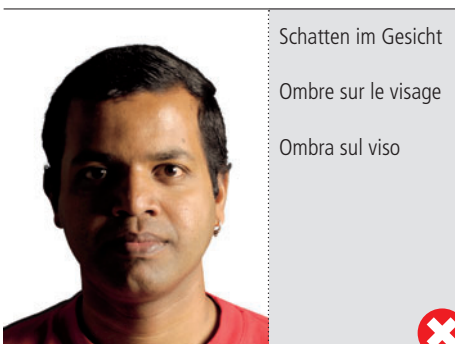 Schatten im Gesicht
Ombre sur le visage
Ombra sul viso